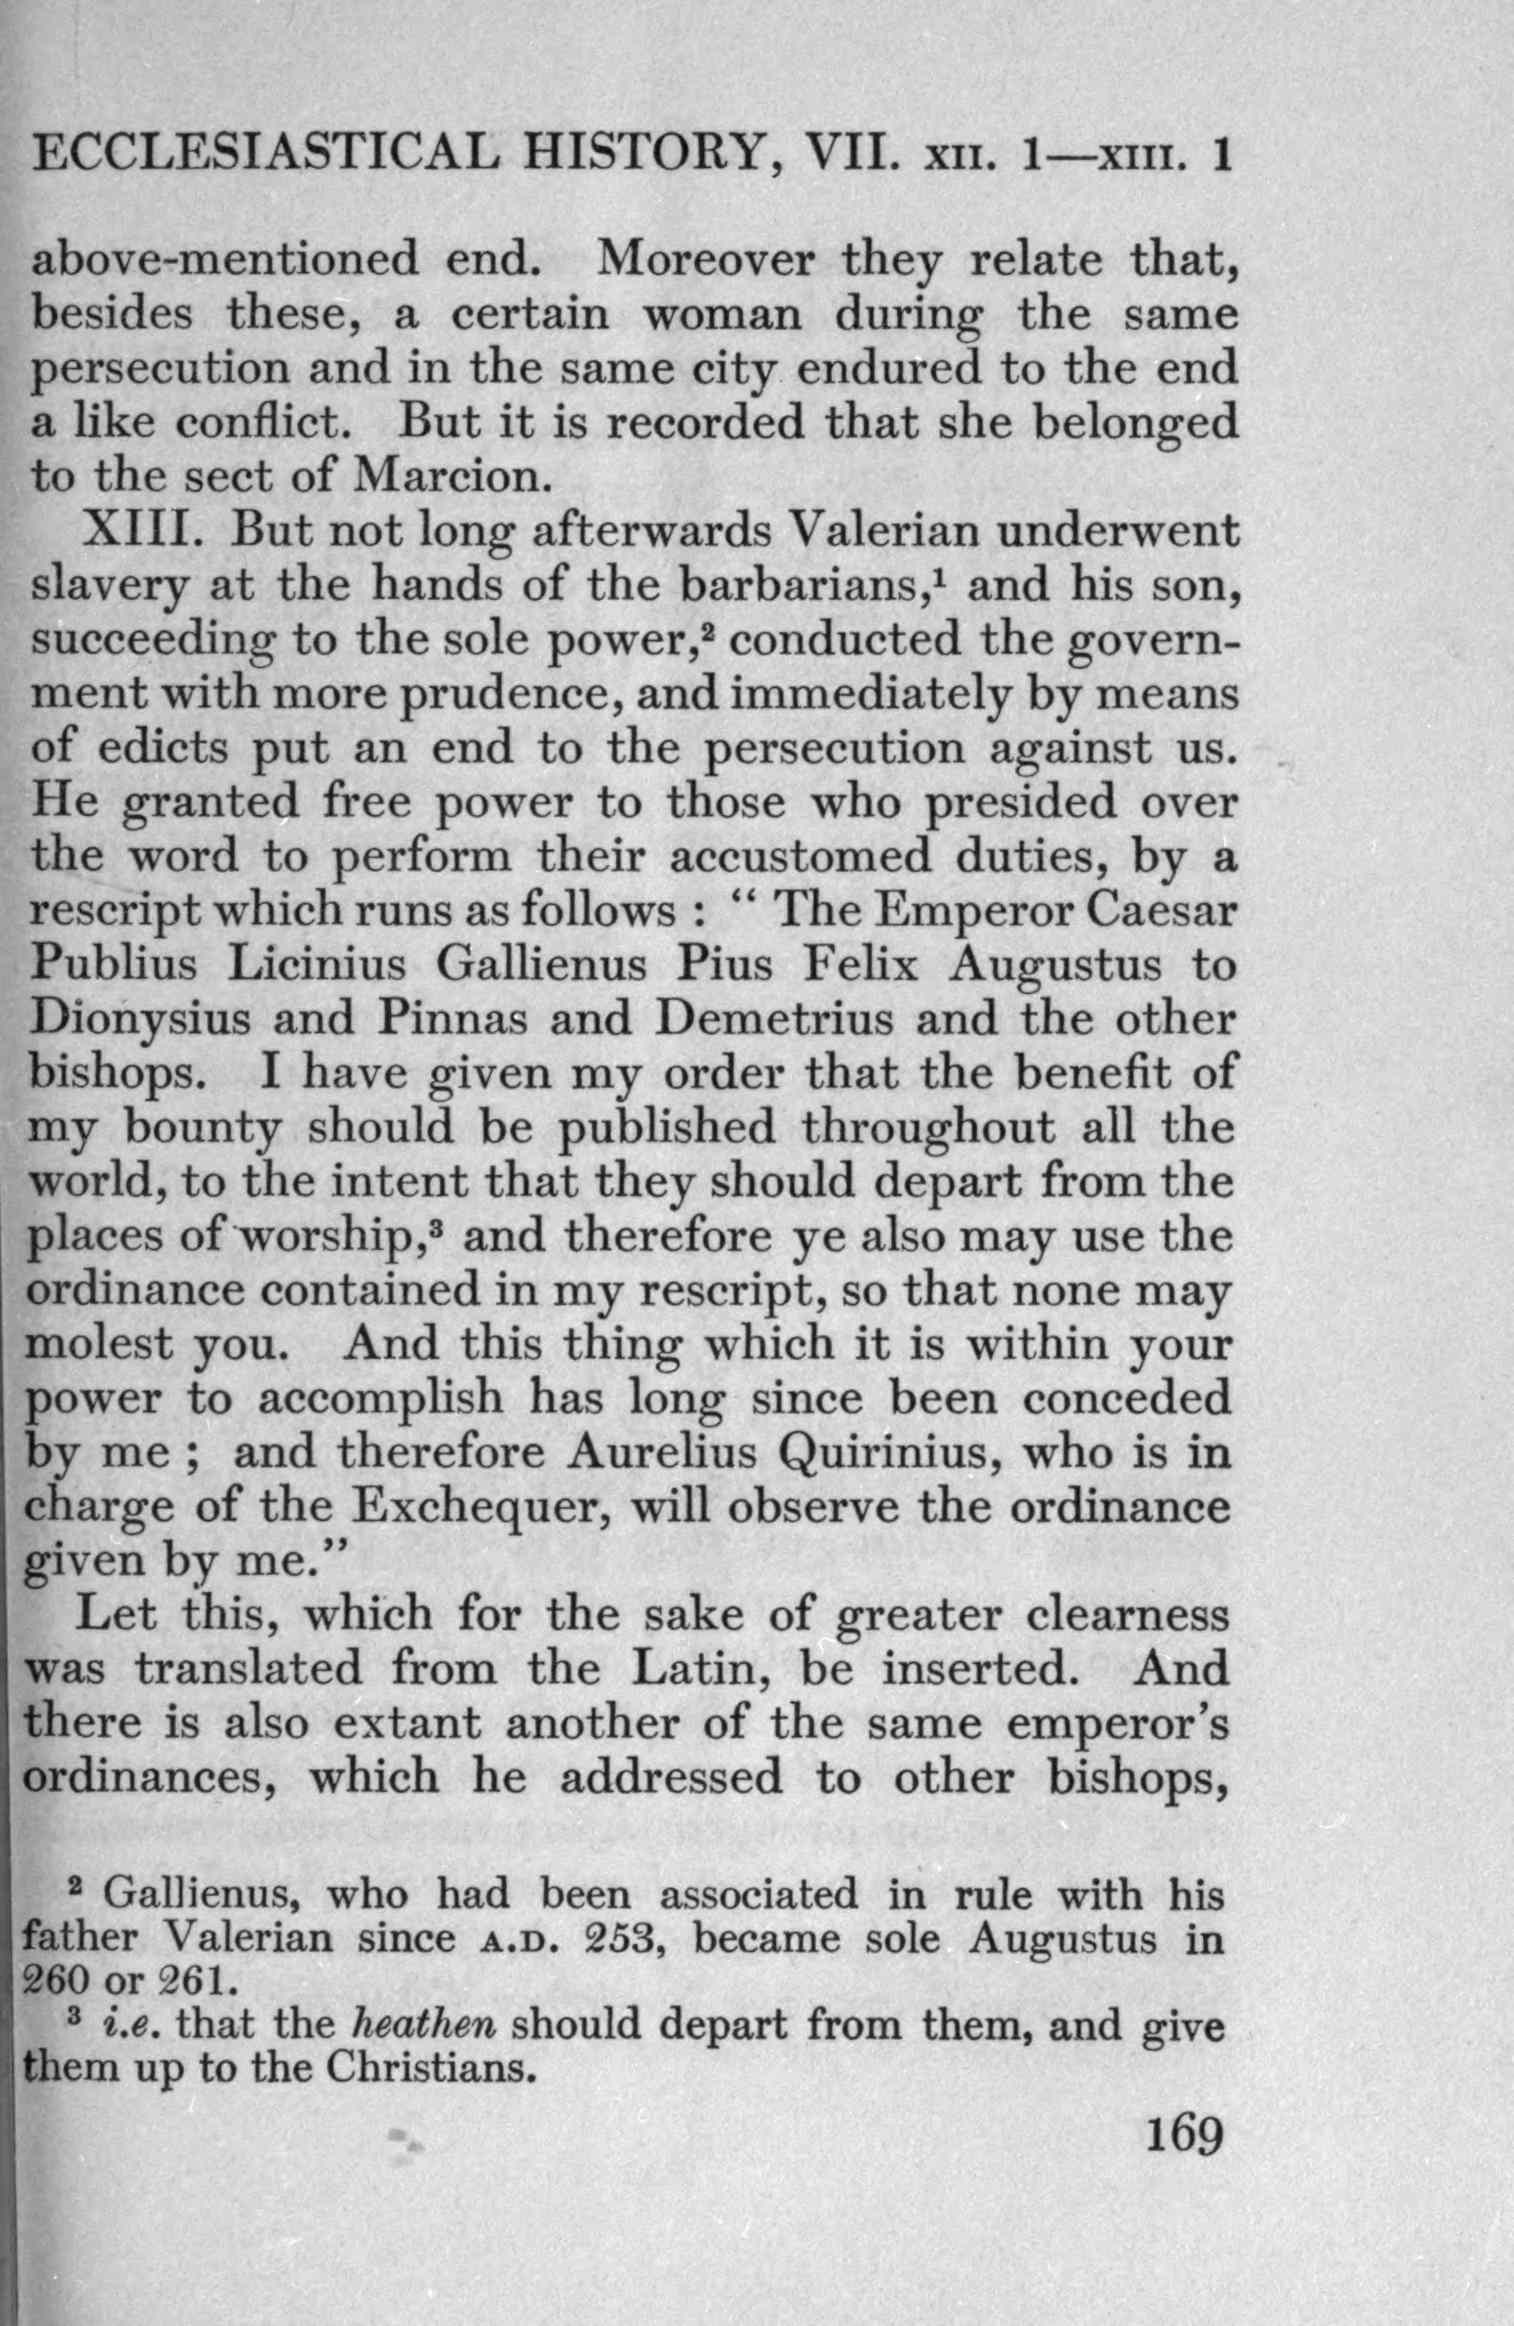 ECCLESIASTICAL HISTORY, VII. XII. 1—XIII. 1
above-mentioned end. Moreover they relate that,
besides these, a certain woman during the same
persecution and in the same city endured to the end
a like conflict. But it is recorded that she belonged
to the sect of Marcion.
XIII. But not long afterwards Valerian underwent
slavery at the hands of the barbarians,¹ and his son,
succeeding to the sole power,² conducted the govern-
ment with more prudence, and immediately by means
of edicts put an end to the persecution against us.
He granted free power to those who presided over
the word to perform their accustomed duties, by a
rescript which runs as follows : “ The Emperor Caesar
Publius Licinius Gallienus Pius Felix Augustus to
Dionysius and Pinnas and Demetrius and the other
bishops. I have given my order that the benefit of
my bounty should be published throughout all the
world, to the intent that they should depart from the
places of worship,³ and therefore ye also may use the
ordinance contained in my rescript, so that none may
molest you. And this thing which it is within your
power to accomplish has long since been conceded
by me ; and therefore Aurelius Quirinius, who is in
charge of the Exchequer, will observe the ordinance
given by me.”
Let this, which for the sake of greater clearness
was translated from the Latin, be inserted. And
there is also extant another of the same emperor’s
ordinances, which he addressed to other bishops,
² Gallienus, who had been associated in rule with his
father Valerian since A.D. 253, became sole Augustus in
260 or 261.
³ i.e. that the heathen should depart from them, and give
them up to the Christians.
169